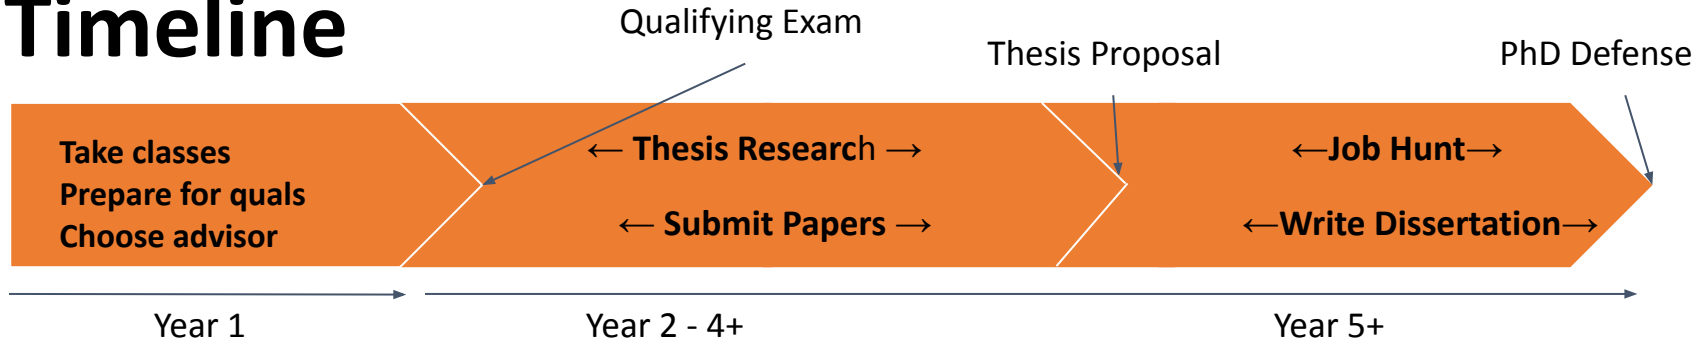 Timeline
Qualifying Exam
Thesis Proposal
PhD Defense
Take classes
Prepare for quals
Choose advisor
← Thesis Research →
← Submit Papers →
←Job Hunt→
←Write Dissertation→
Year 1
Year 2 - 4+
Year 5+